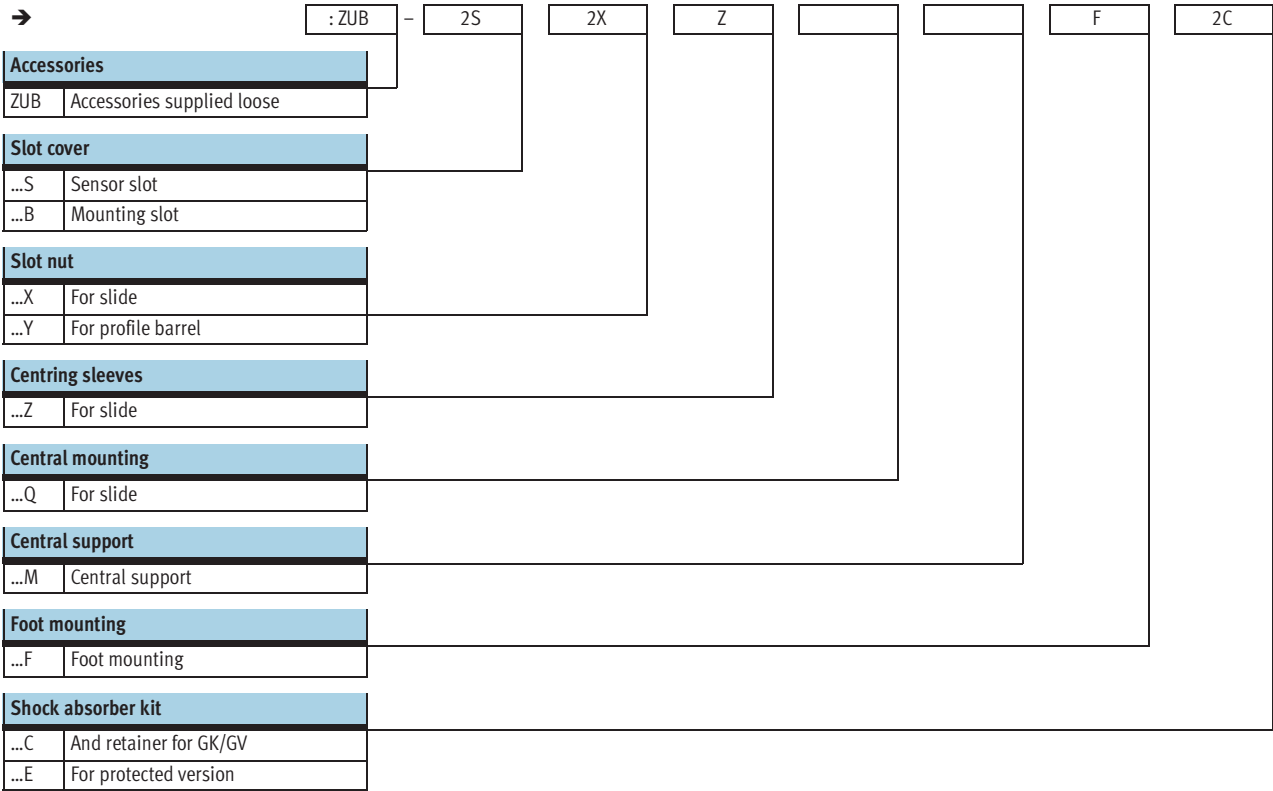 ➔ : ZUB – 2S 2X Z F 2C
Accessories
ZUB Accessories supplied loose
Slot cover
...S Sensor slot
...B Mounting slot
Slot nut
...X For slide
...Y For profile barrel
Centring sleeves
...Z For slide
Central mounting
...Q For slide
Central support
...M Central support
Foot mounting
...F Foot mounting
Shock absorber kit
...C And retainer for GK/GV
...E For protected version